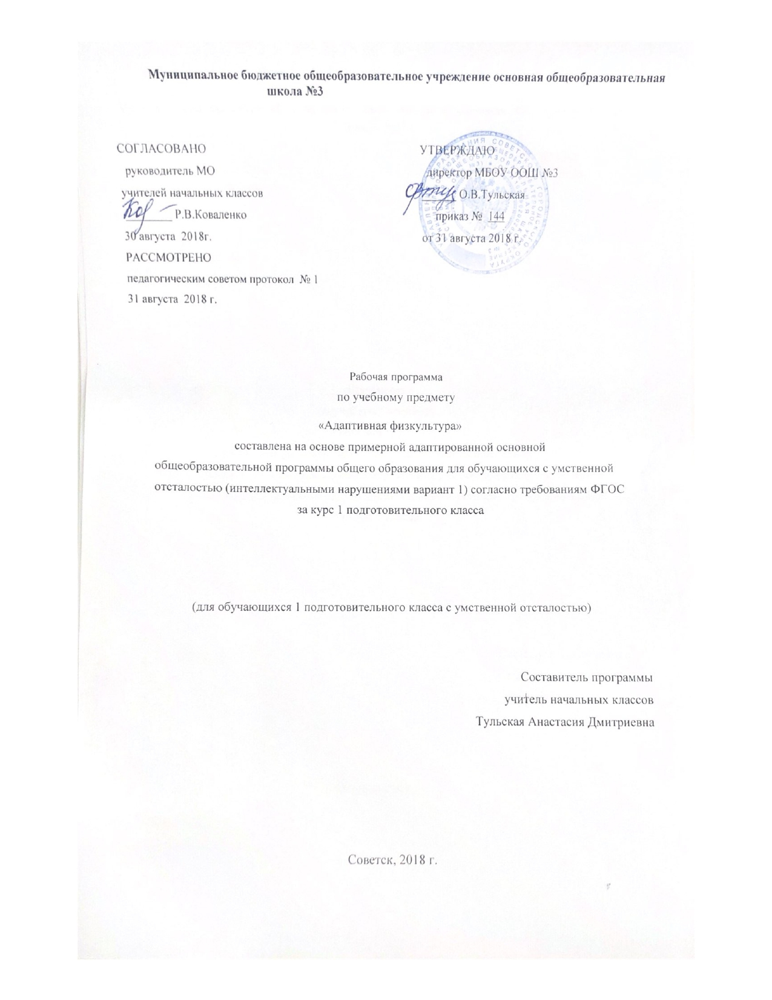 Муниципальное бюджетное общеобразовательное учреждение основная общеобразовательная
школа №3
СОГЛАСОВАНО
руководитель МО
учителей начальных классов
Р.В.Коваленко
30 августа 2018г.
РАССМОТРЕНО
педагогическим советом протокол № 1
31 августа 2018 г.
УТВЕРЖДАЮ
директор МБОУ ООШ №3
О.В.Тульская
приказ № 144
от 31 августа 2018 г.
Рабочая программа
по учебному предмету
«Адаптивная физкультура»
составлена на основе примерной адаптированной основной
общеобразовательной программы общего образования для обучающихся с умственной
отсталостью (интеллектуальными нарушениями вариант 1) согласно требованиям ФГОС
за курс 1 подготовительного класса
(для обучающихся 1 подготовительного класса с умственной отсталостью)
Составитель программы
учитель начальных классов
Тульская Анастасия Дмитриевна
Советск, 2018 г.